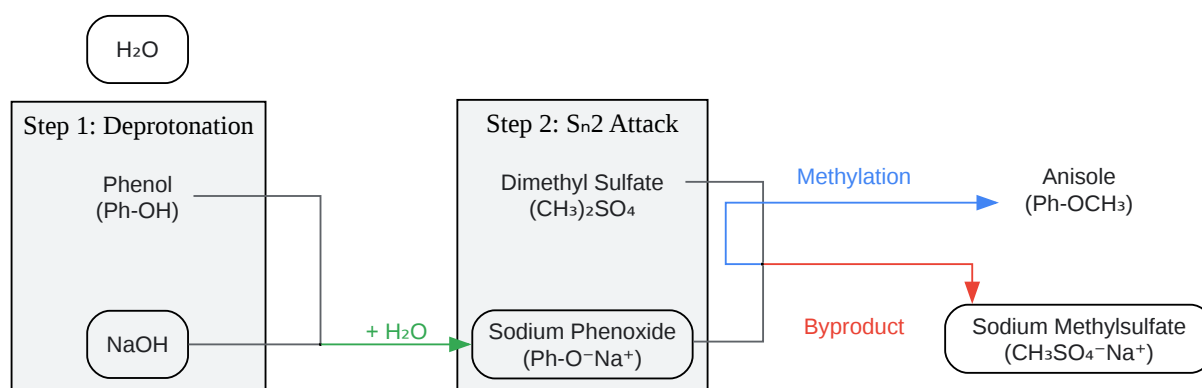 H₂O
Step 1: Deprotonation
Phenol
(Ph-OH)
NaOH
+ H₂O
Step 2: Sₙ2 Attack
Dimethyl Sulfate
(CH₃)₂SO₄
Sodium Phenoxide
(Ph-O⁻Na⁺)
Methylation
Anisole
(Ph-OCH₃)
Byproduct
Sodium Methylsulfate
(CH₃SO₄⁻Na⁺)